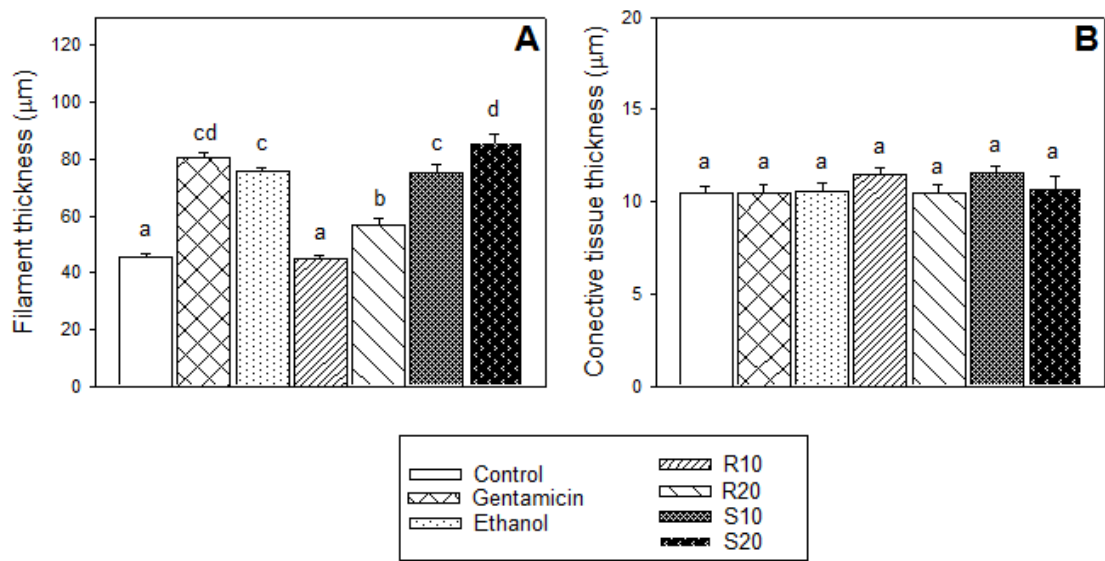 A
Filament thickness (μm)
120
100
80
60
40
20
0
a
cd
c
a
b
c
d
B
Conective tissue thickness (μm)
20
15
10
5
0
a
a
a
a
a
a
a
Control
Gentamicin
Ethanol
R10
R20
S10
S20